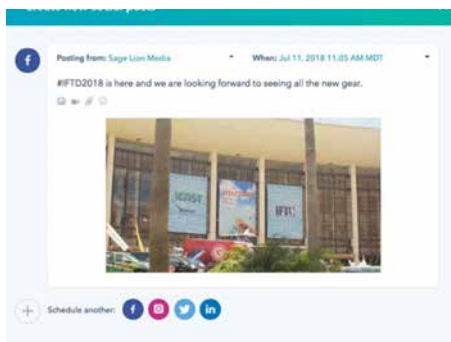 Create new social posts
Posting from: Sage Lion Media When: Jul 11, 2018 11:05 AM MDT
#IFTD2018 is here and we are looking forward to seeing all the new gear.
ICAST
IFTD
Schedule another: